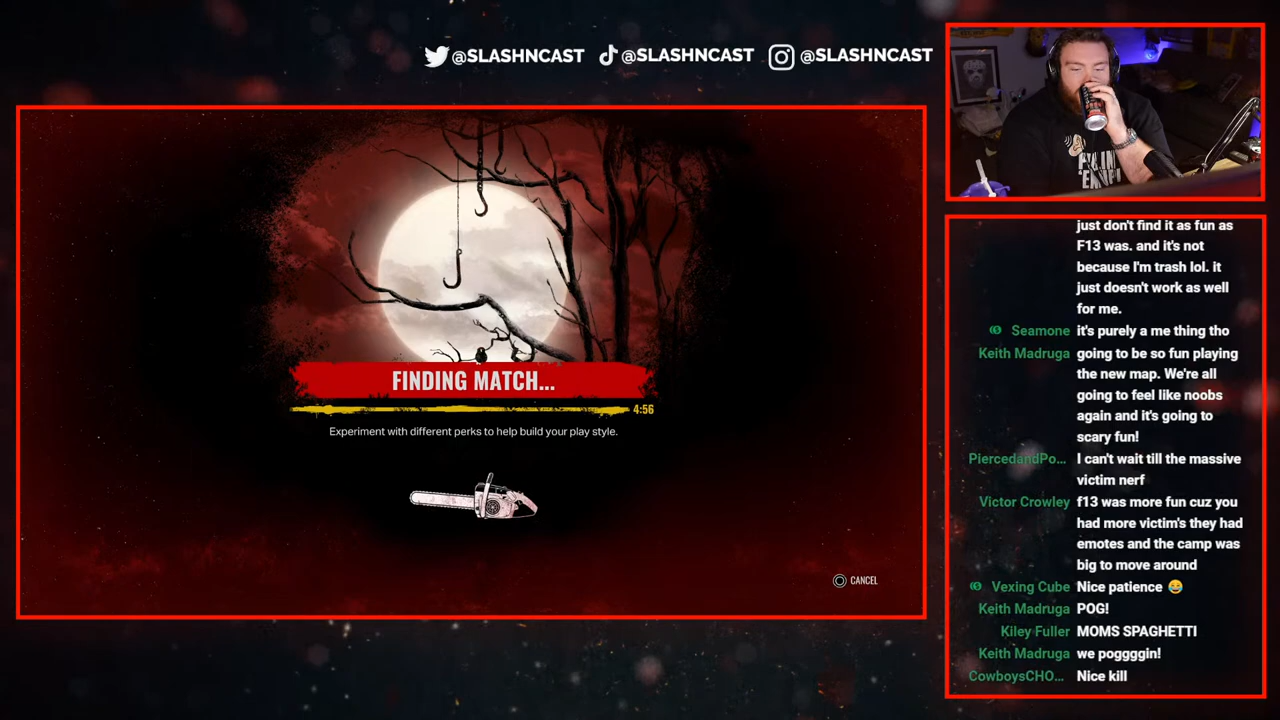 @SLASHNCAST @SLASHNCAST @SLASHNCAST
FINDING MATCH...
4:56
Experiment with different perks to help build your play style.
CANCEL
just don't find it as fun as
F13 was. and it's not
because I'm trash lol. it
just doesn't work as well
for me.
Seamone it's purely a me thing tho
Keith Madruga going to be so fun playing
the new map. We're all
going to feel like noobs
again and it's going to
scary fun!
PiercedandPo... I can't wait till the massive
victim nerf
Victor Crowley f13 was more fun cuz you
had more victim's they had
emotes and the camp was
big to move around
Vexing Cube Nice patience 😂
Keith Madruga POG!
Kiley Fuller MOMS SPAGHETTI
Keith Madruga we poggggin!
CowboysCHO... Nice kill